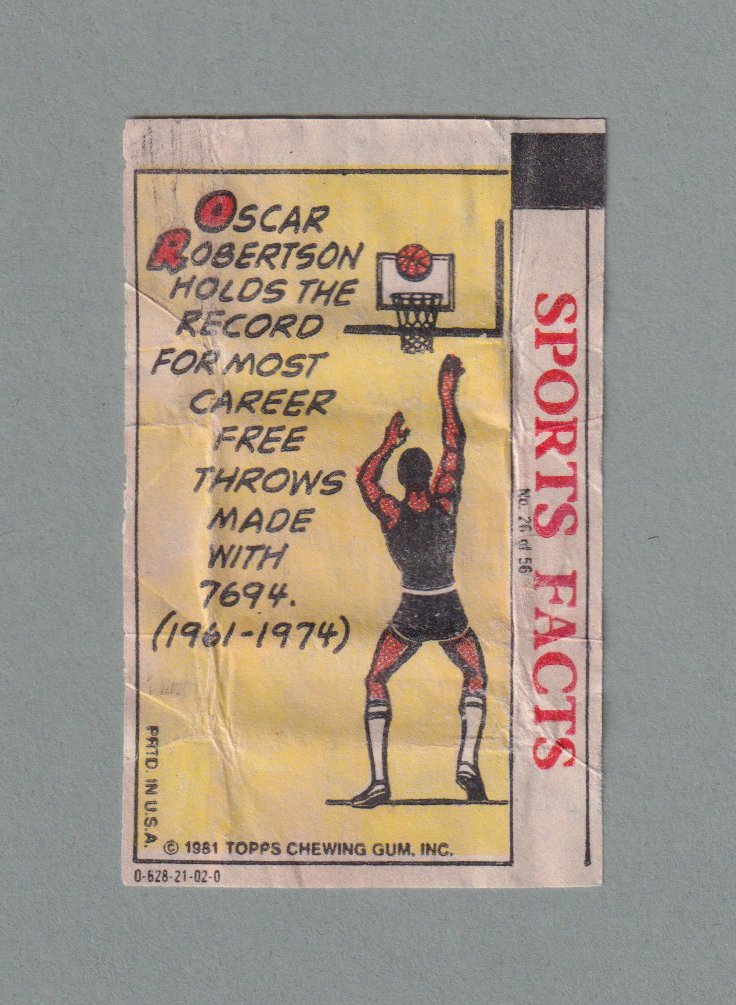 OSCAR
ROBERTSON
HOLDS THE
RECORD
FOR MOST
CAREER
FREE
THROWS
MADE
WITH
7694.
(1961-1974)
SPORTS FACTS
No. 26 of 56
PRTD. IN U.S.A.
© 1981 TOPPS CHEWING GUM, INC.
0-628-21-02-0